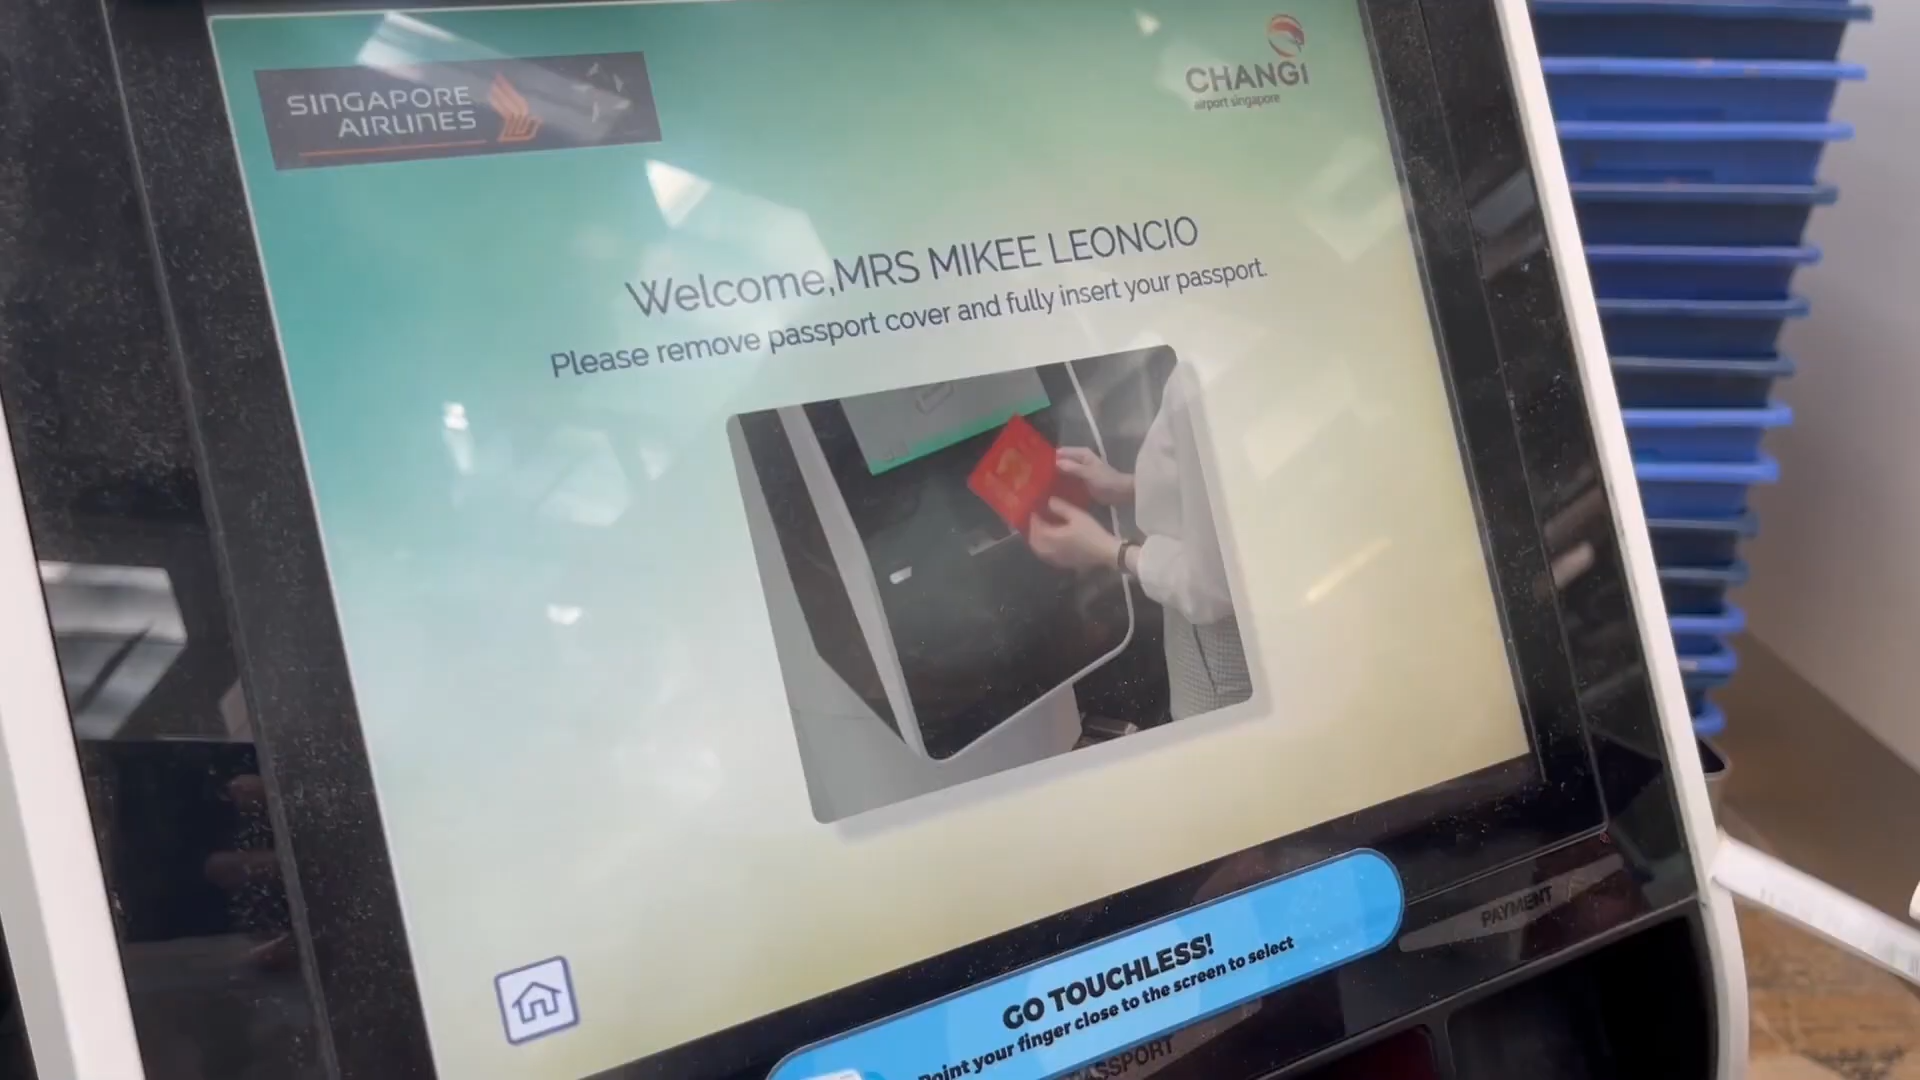 SINGAPORE
AIRLINES
CHANGI
airport singapore
Welcome,MRS MIKEE LEONCIO
Please remove passport cover and fully insert your passport.
PAYMENT
GO TOUCHLESS!
Point your finger close to the screen to select
PASSPORT